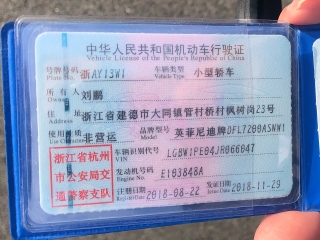 中华人民共和国机动车行驶证
Vehicle License of the People's Republic of China
号牌号码 浙AY13W1 车辆类型 小型轿车
Plate No. Vehicle Type
所有人 刘鹏
Owner
住址 浙江省建德市大同镇管村桥村枫树岗23号
Address
使用性质 非营运 品牌型号 英菲尼迪牌DFL7200ASNW1
Use Character Model
浙江省杭州 车辆识别代号 LGBW1PE04JR066047
VIN
市公安局交 发动机号码 E103848A
Engine No.
通警察支队 注册日期 2018-08-22 发证日期 2018-11-29
Register Date Issue Date